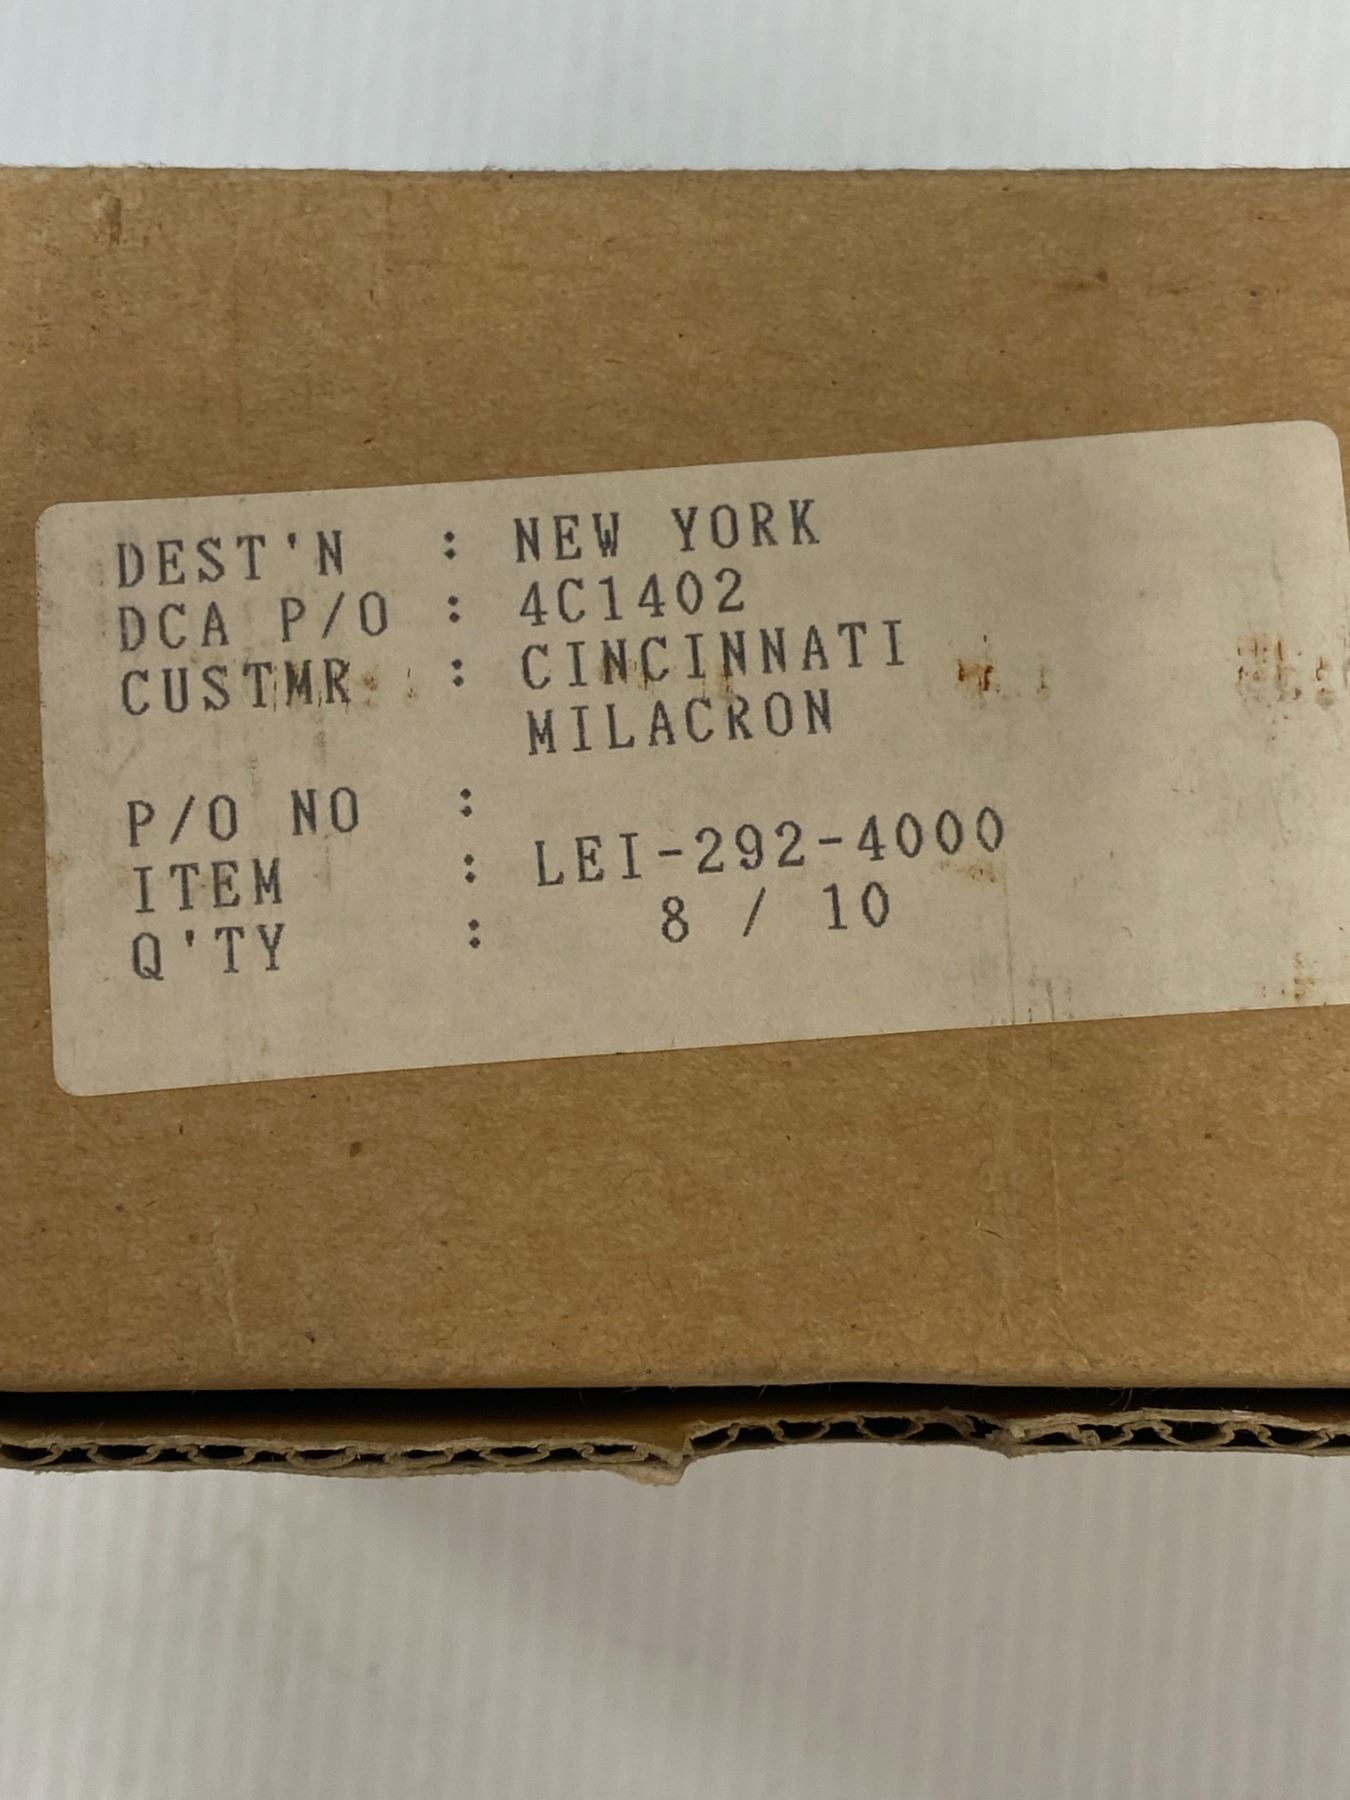 DEST'N : NEW YORK
DCA P/O : 4C1402
CUSTMR : CINCINNATI
MILACRON
P/O NO :
ITEM : LEI-292-4000
Q'TY : 8 / 10